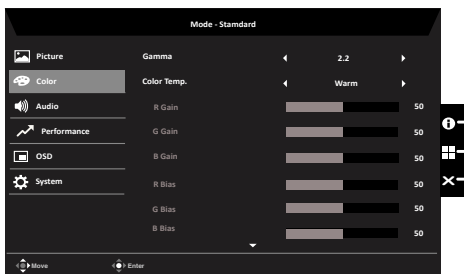 Mode - Standard
Picture
Gamma 2.2
Color
Color Temp. Warm
Audio
R Gain 50
Performance
G Gain 50
OSD
B Gain 50
System
R Bias 50
G Bias 50
B Bias 50
Move Enter